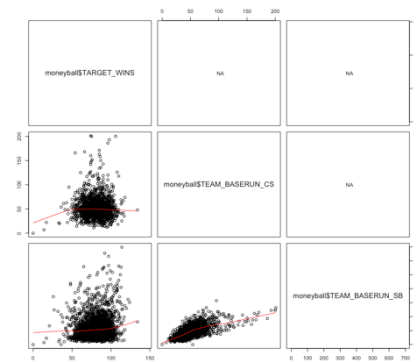 0 50 100 150 200
moneyball$TARGET_WINS
NA
NA
0 50 100 150 200
moneyball$TEAM_BASERUN_CS
NA
moneyball$TEAM_BASERUN_SB
0 50 100 150
0 100 200 300 400 500 600 700